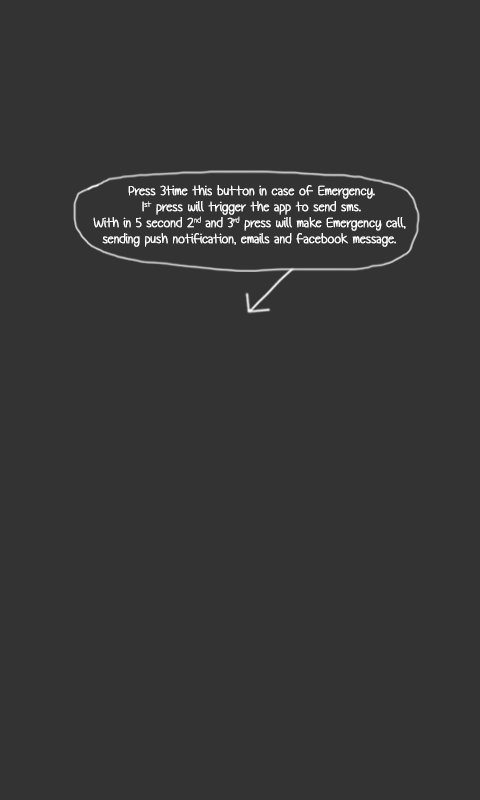 Press 3time this button in case of Emergency.
1st press will trigger the app to send sms.
With in 5 second 2nd and 3rd press will make Emergency call,
sending push notification, emails and facebook message.